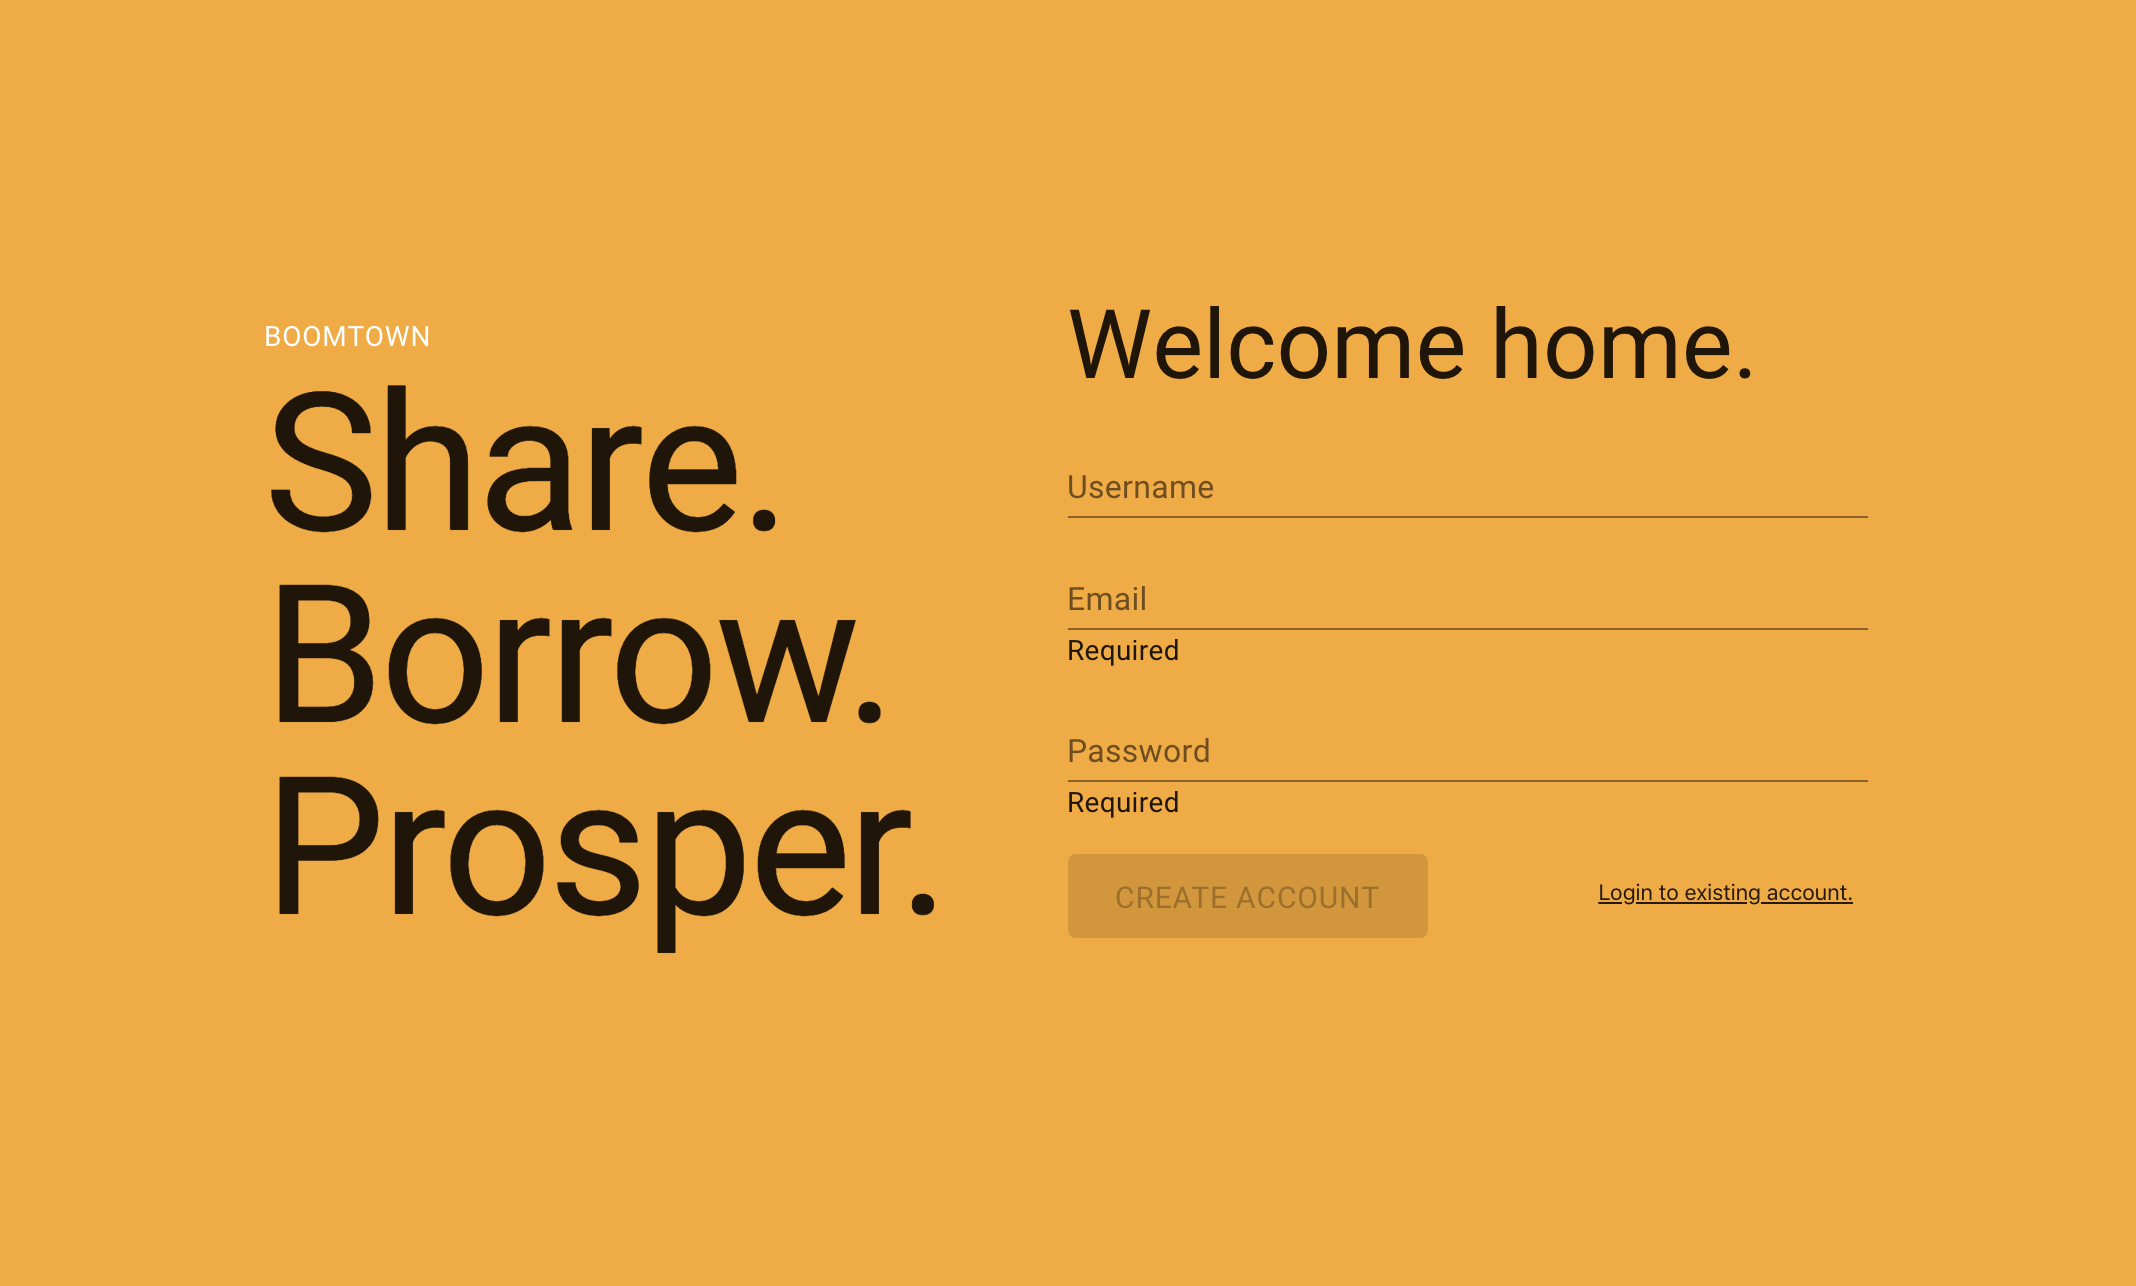 BOOMTOWN
Share.
Borrow.
Prosper.
Welcome home.
Username
Email
Required
Password
Required
CREATE ACCOUNT
Login to existing account.